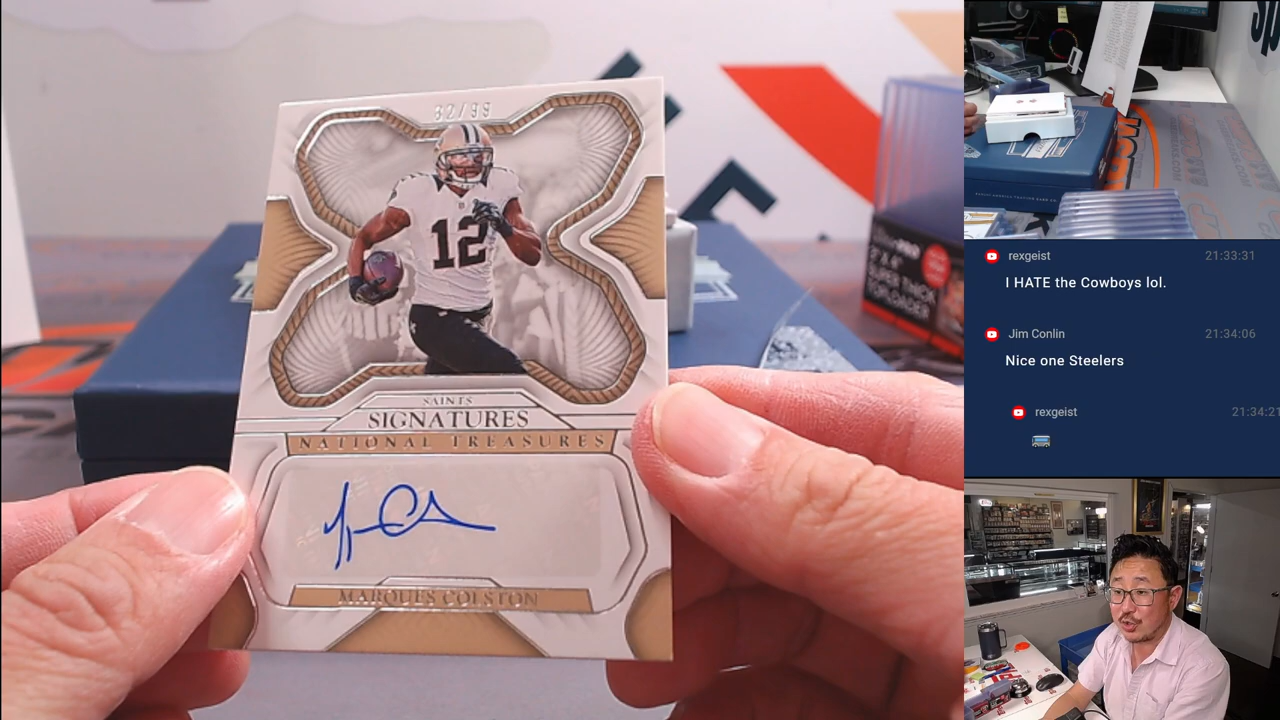 32/99
12
SAINTS
SIGNATURES
NATIONAL TREASURES
MARQUES COLSTON
rexgeist 21:33:31
I HATE the Cowboys lol.
Jim Conlin 21:34:06
Nice one Steelers
rexgeist 21:34:21